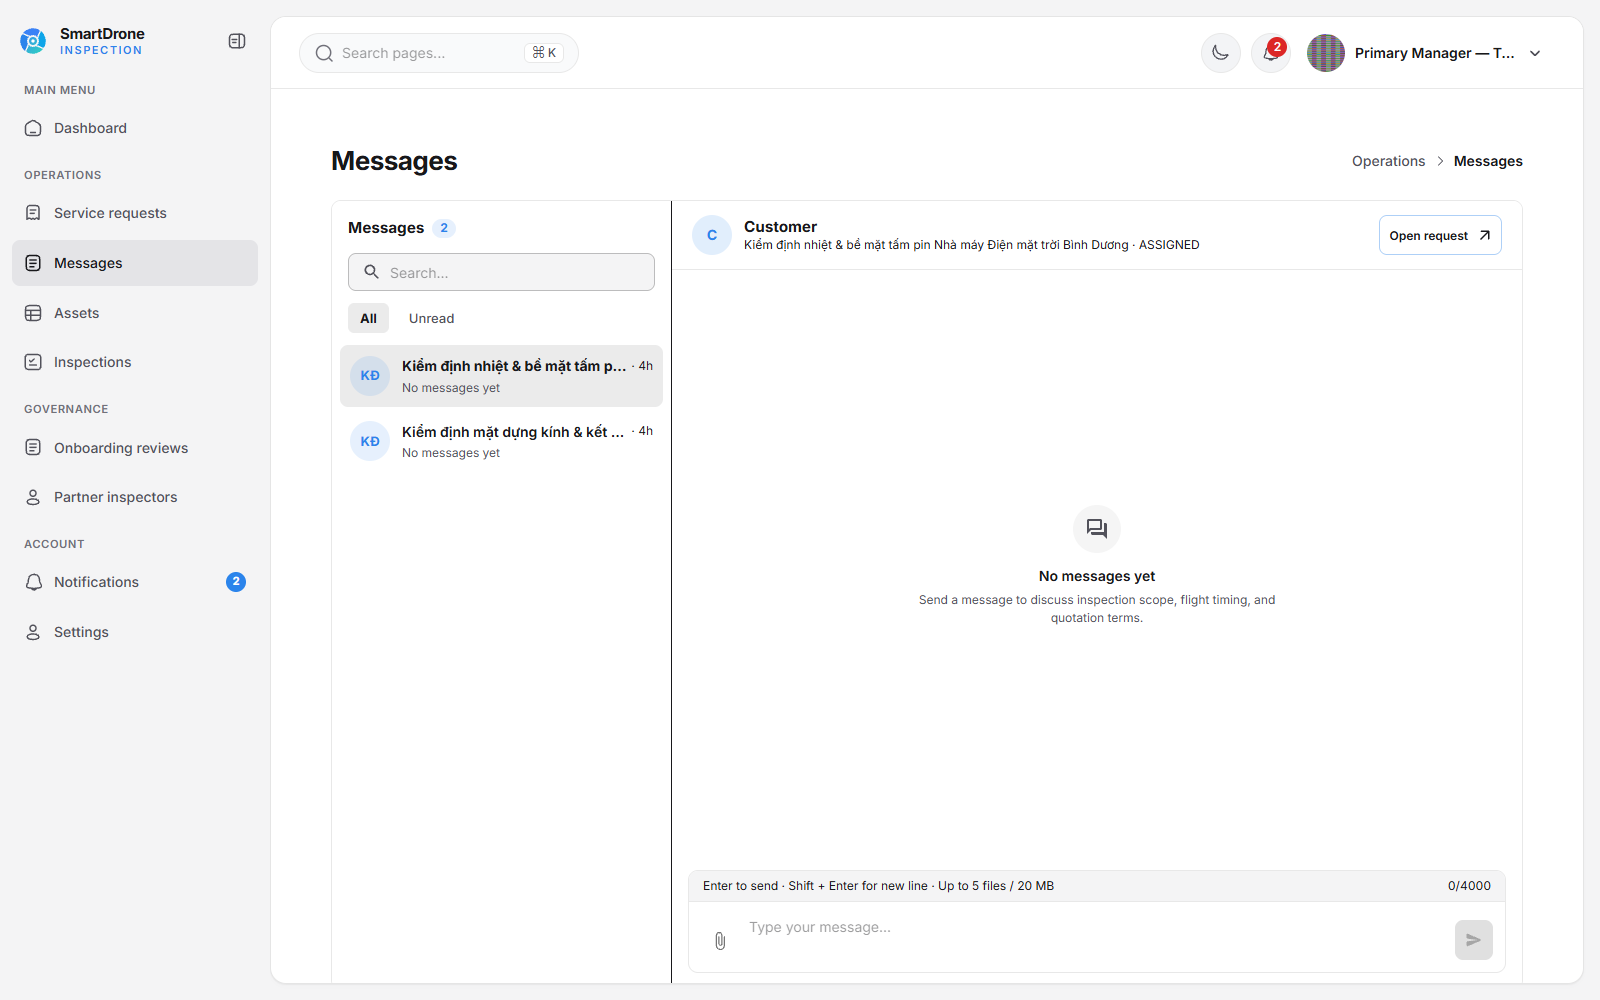 SmartDrone
INSPECTION
MAIN MENU
Dashboard
OPERATIONS
Service requests
Messages
Assets
Inspections
GOVERNANCE
Onboarding reviews
Partner inspectors
ACCOUNT
Notifications 2
Settings
Search pages... ⌘ K
2
Primary Manager — T...
Messages
Operations > Messages
Messages 2
Search...
All Unread
KĐ
Kiểm định nhiệt & bề mặt tấm p... · 4h
No messages yet
KĐ
Kiểm định mặt dựng kính & kết ... · 4h
No messages yet
C
Customer
Kiểm định nhiệt & bề mặt tấm pin Nhà máy Điện mặt trời Bình Dương · ASSIGNED
Open request
No messages yet
Send a message to discuss inspection scope, flight timing, and
quotation terms.
Enter to send · Shift + Enter for new line · Up to 5 files / 20 MB 0/4000
Type your message...